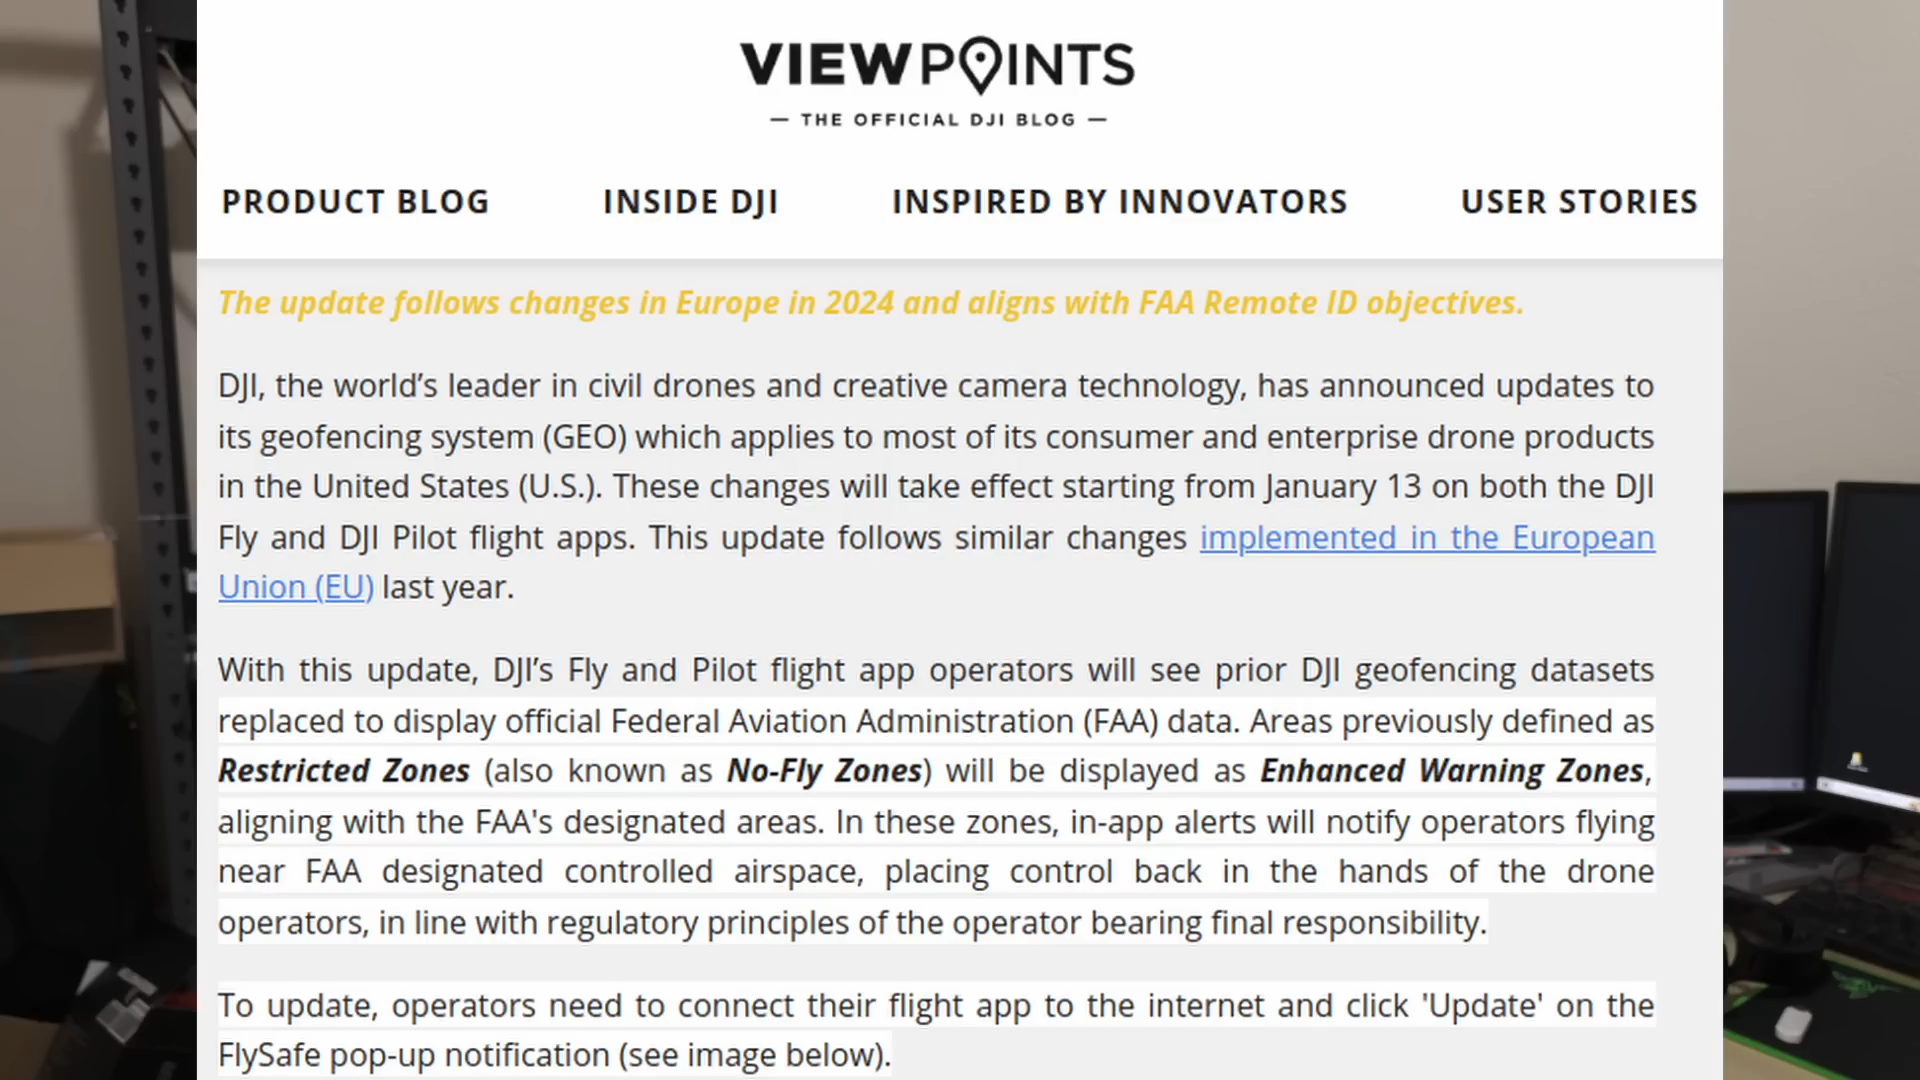 VIEWPOINTS
— THE OFFICIAL DJI BLOG —
PRODUCT BLOG INSIDE DJI INSPIRED BY INNOVATORS USER STORIES
The update follows changes in Europe in 2024 and aligns with FAA Remote ID objectives.
DJI, the world’s leader in civil drones and creative camera technology, has announced updates to
its geofencing system (GEO) which applies to most of its consumer and enterprise drone products
in the United States (U.S.). These changes will take effect starting from January 13 on both the DJI
Fly and DJI Pilot flight apps. This update follows similar changes implemented in the European
Union (EU) last year.
With this update, DJI’s Fly and Pilot flight app operators will see prior DJI geofencing datasets
replaced to display official Federal Aviation Administration (FAA) data. Areas previously defined as
Restricted Zones (also known as No-Fly Zones) will be displayed as Enhanced Warning Zones,
aligning with the FAA's designated areas. In these zones, in-app alerts will notify operators flying
near FAA designated controlled airspace, placing control back in the hands of the drone
operators, in line with regulatory principles of the operator bearing final responsibility.
To update, operators need to connect their flight app to the internet and click 'Update' on the
FlySafe pop-up notification (see image below).